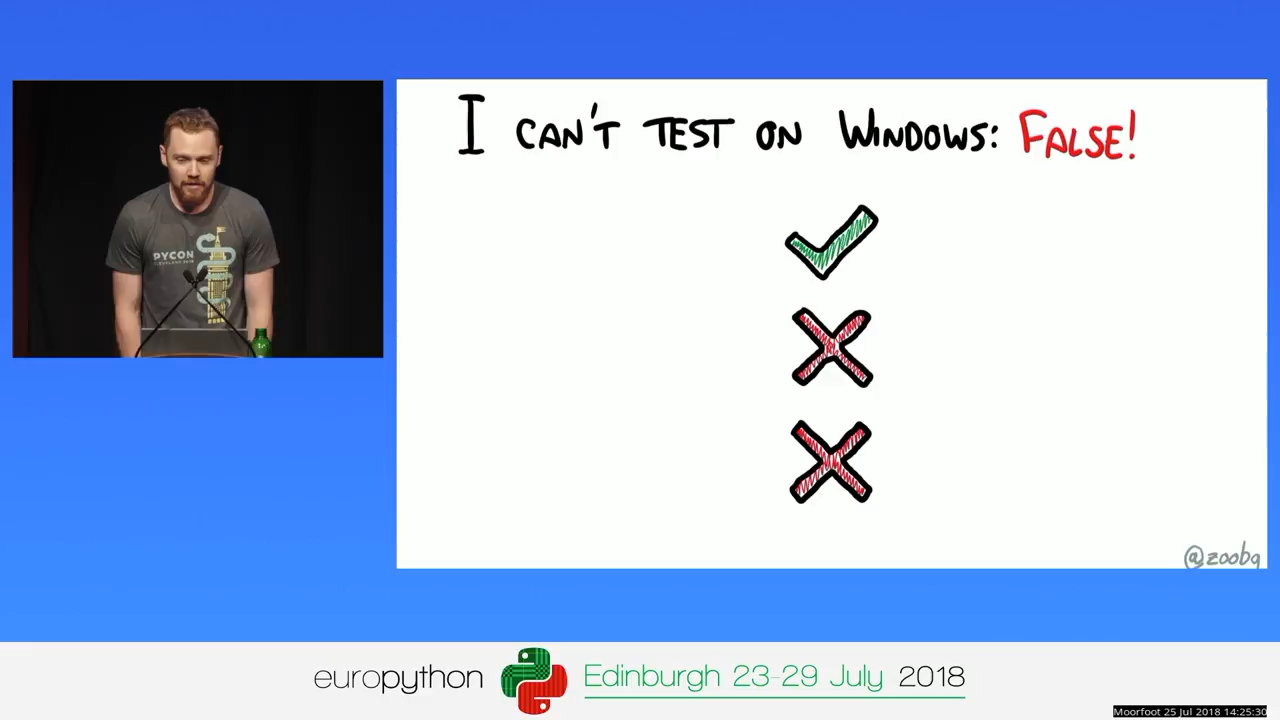 I CAN'T TEST ON WINDOWS: FALSE!
PYCON
@zooba
europython Edinburgh 23-29 July 2018
Moorfoot 25 Jul 2018 14:25:30